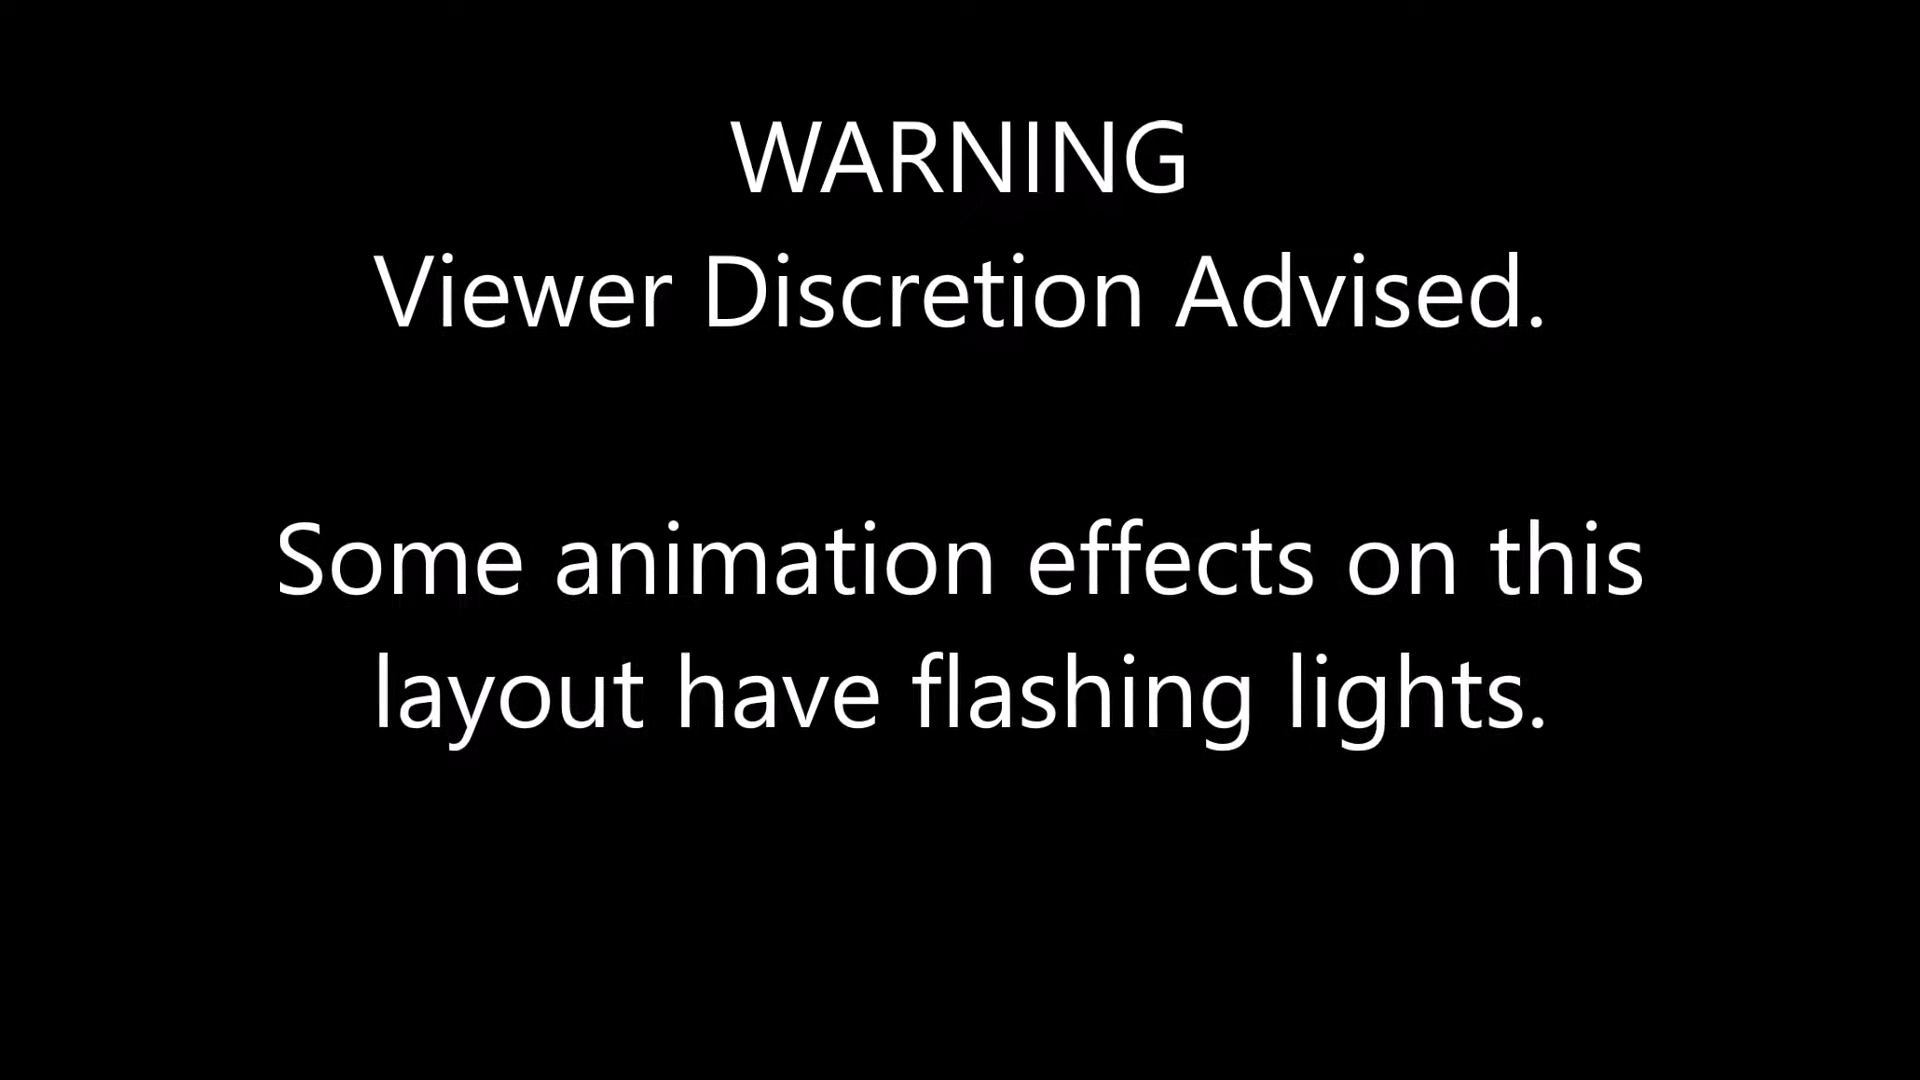 WARNING
Viewer Discretion Advised.
Some animation effects on this
layout have flashing lights.